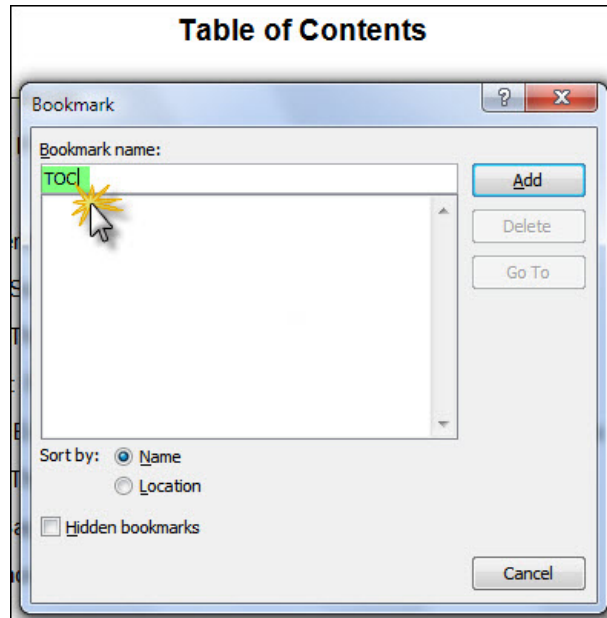 Table of Contents
Bookmark
Bookmark name:
TOC
Add
Delete
Go To
Sort by: Name
Location
Hidden bookmarks
Cancel